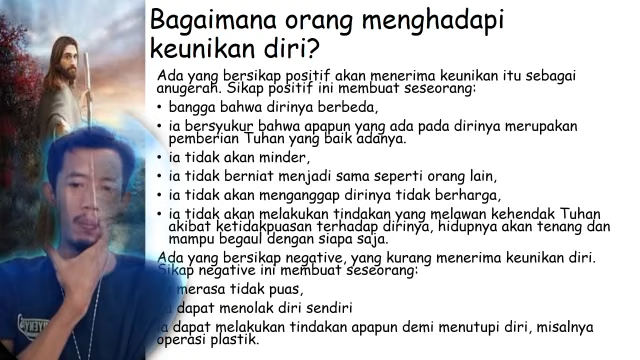 Bagaimana orang menghadapi
keunikan diri?
Ada yang bersikap positif akan menerima keunikan itu sebagai
anugerah. Sikap positif ini membuat seseorang:
• bangga bahwa dirinya berbeda,
• ia bersyukur bahwa apapun yang ada pada dirinya merupakan
pemberian Tuhan yang baik adanya.
• ia tidak akan minder,
• ia tidak berniat menjadi sama seperti orang lain,
• ia tidak akan menganggap dirinya tidak berharga,
• ia tidak akan melakukan tindakan yang melawan kehendak Tuhan
akibat ketidakpuasan terhadap dirinya, hidupnya akan tenang dan
mampu begaul dengan siapa saja.
Ada yang bersikap negative, yang kurang menerima keunikan diri.
Sikap negative ini membuat seseorang:
merasa tidak puas,
dapat menolak diri sendiri
ia dapat melakukan tindakan apapun demi menutupi diri, misalnya
operasi plastik.